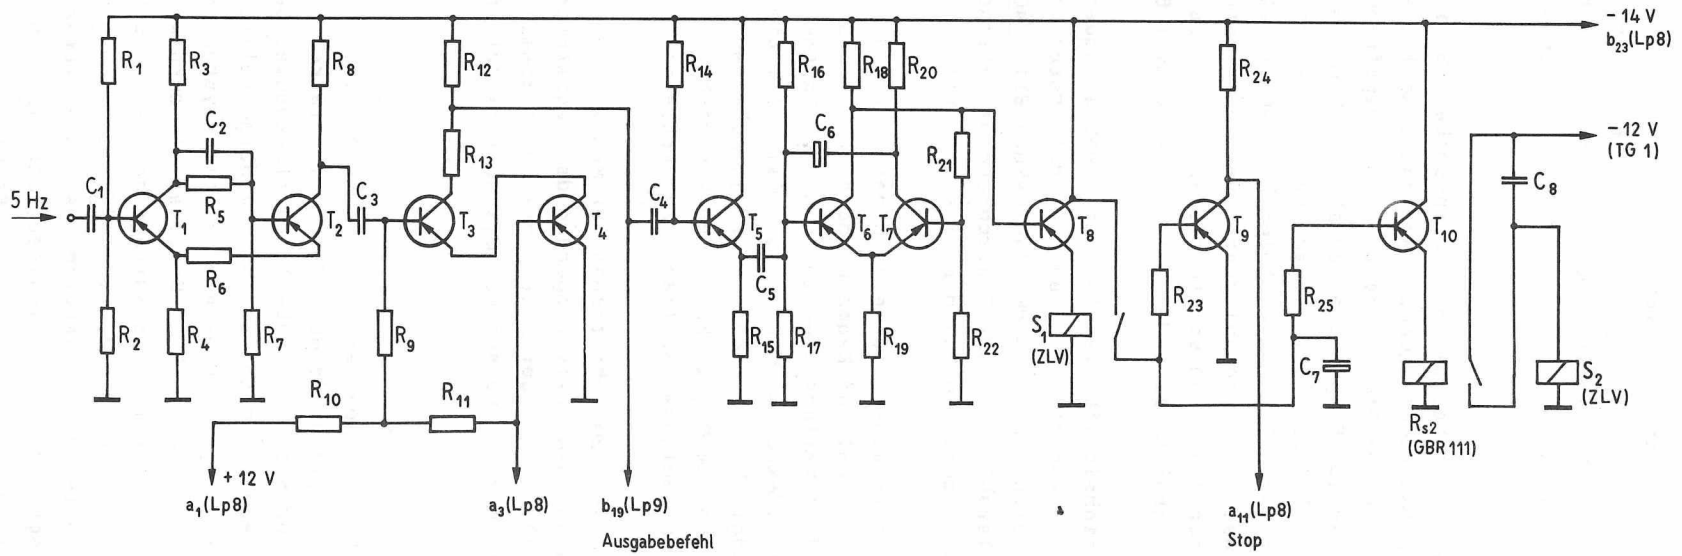 − 14 V
b23(Lp8)
R1
R3
R8
R12
R14
R16
R18
R20
R24
− 12 V
(TG 1)
C2
C6
R13
R21
C8
C1
5 Hz
R5
C3
C4
T1
T2
T3
T4
T5
T6
T7
T8
T9
T10
R6
C5
R23
R25
R2
R4
R7
R9
R15
R17
R19
R22
S1
(ZLV)
C7
S2
(ZLV)
R10
R11
Rs2
(GBR 111)
+ 12 V
a1(Lp8)
a3(Lp8)
b19(Lp9)
a11(Lp8)
Ausgabebefehl
Stop